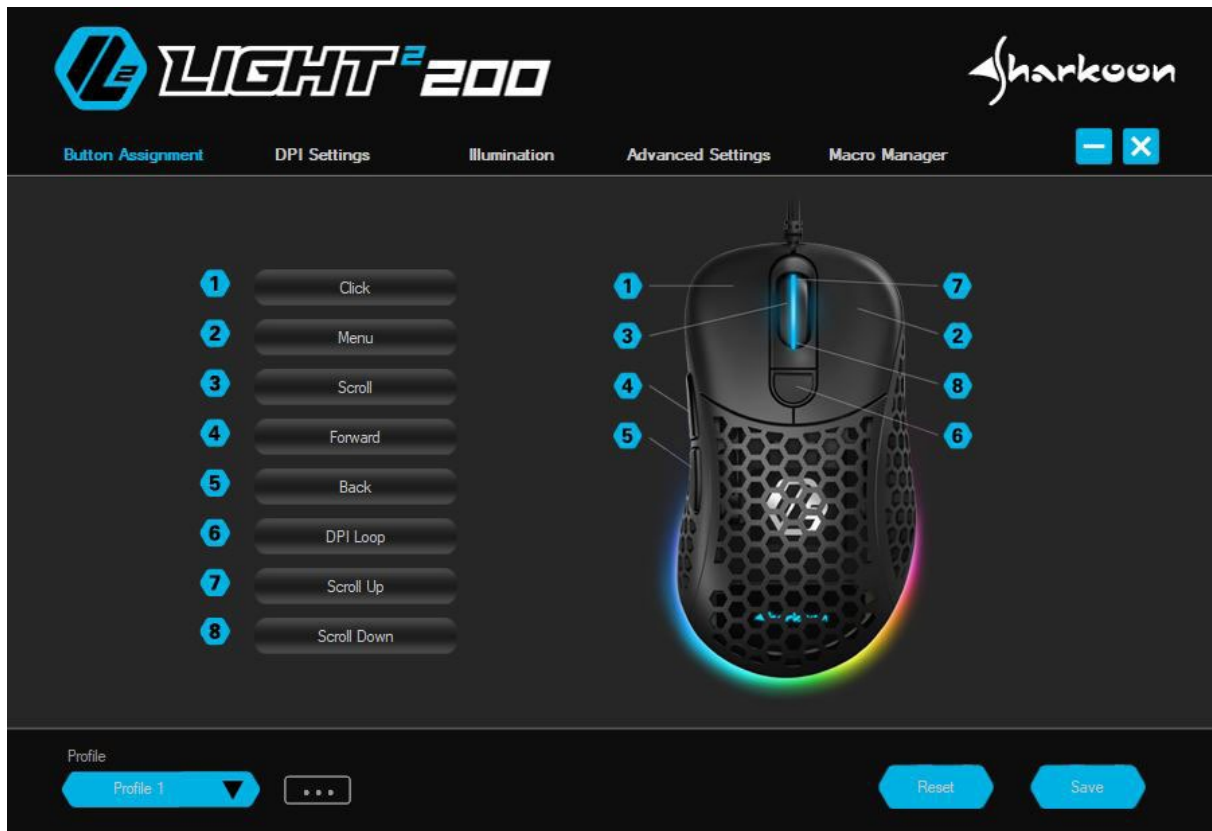 LIGHT² 200
Sharkoon
Button Assignment
DPI Settings
Illumination
Advanced Settings
Macro Manager
1 Click
2 Menu
3 Scroll
4 Forward
5 Back
6 DPI Loop
7 Scroll Up
8 Scroll Down
1
7
3
2
4
8
5
6
Profile
Profile 1
...
Reset
Save